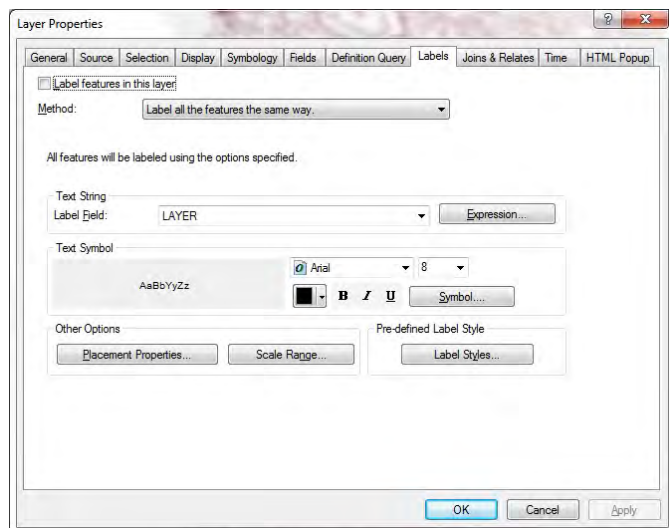 Layer Properties
General Source Selection Display Symbology Fields Definition Query Labels Joins & Relates Time HTML Popup
Label features in this layer
Method: Label all the features the same way.
All features will be labeled using the options specified.
Text String
Label Field: LAYER Expression...
Text Symbol
AaBbYyZz
Arial 8
B I U Symbol...
Other Options Pre-defined Label Style
Placement Properties... Scale Range... Label Styles...
OK Cancel Apply